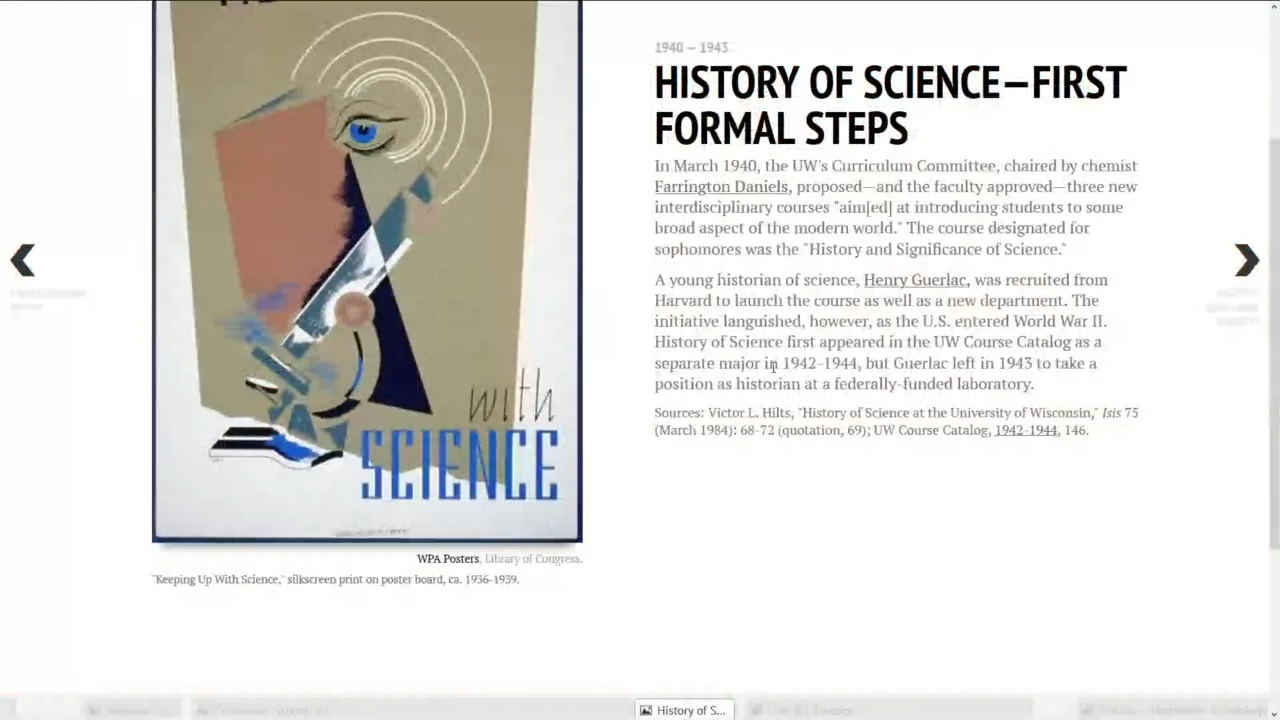 with
SCIENCE
WPA Posters, Library of Congress.
"Keeping Up With Science," silkscreen print on poster board, ca. 1936-1939.
1940 — 1943
HISTORY OF SCIENCE—FIRST
FORMAL STEPS
In March 1940, the UW's Curriculum Committee, chaired by chemist
Farrington Daniels, proposed—and the faculty approved—three new
interdisciplinary courses "aim[ed] at introducing students to some
broad aspect of the modern world." The course designated for
sophomores was the "History and Significance of Science."
A young historian of science, Henry Guerlac, was recruited from
Harvard to launch the course as well as a new department. The
initiative languished, however, as the U.S. entered World War II.
History of Science first appeared in the UW Course Catalog as a
separate major in 1942-1944, but Guerlac left in 1943 to take a
position as historian at a federally-funded laboratory.
Sources: Victor L. Hilts, "History of Science at the University of Wisconsin," Isis 75
(March 1984): 68-72 (quotation, 69); UW Course Catalog, 1942-1944, 146.
History of S...